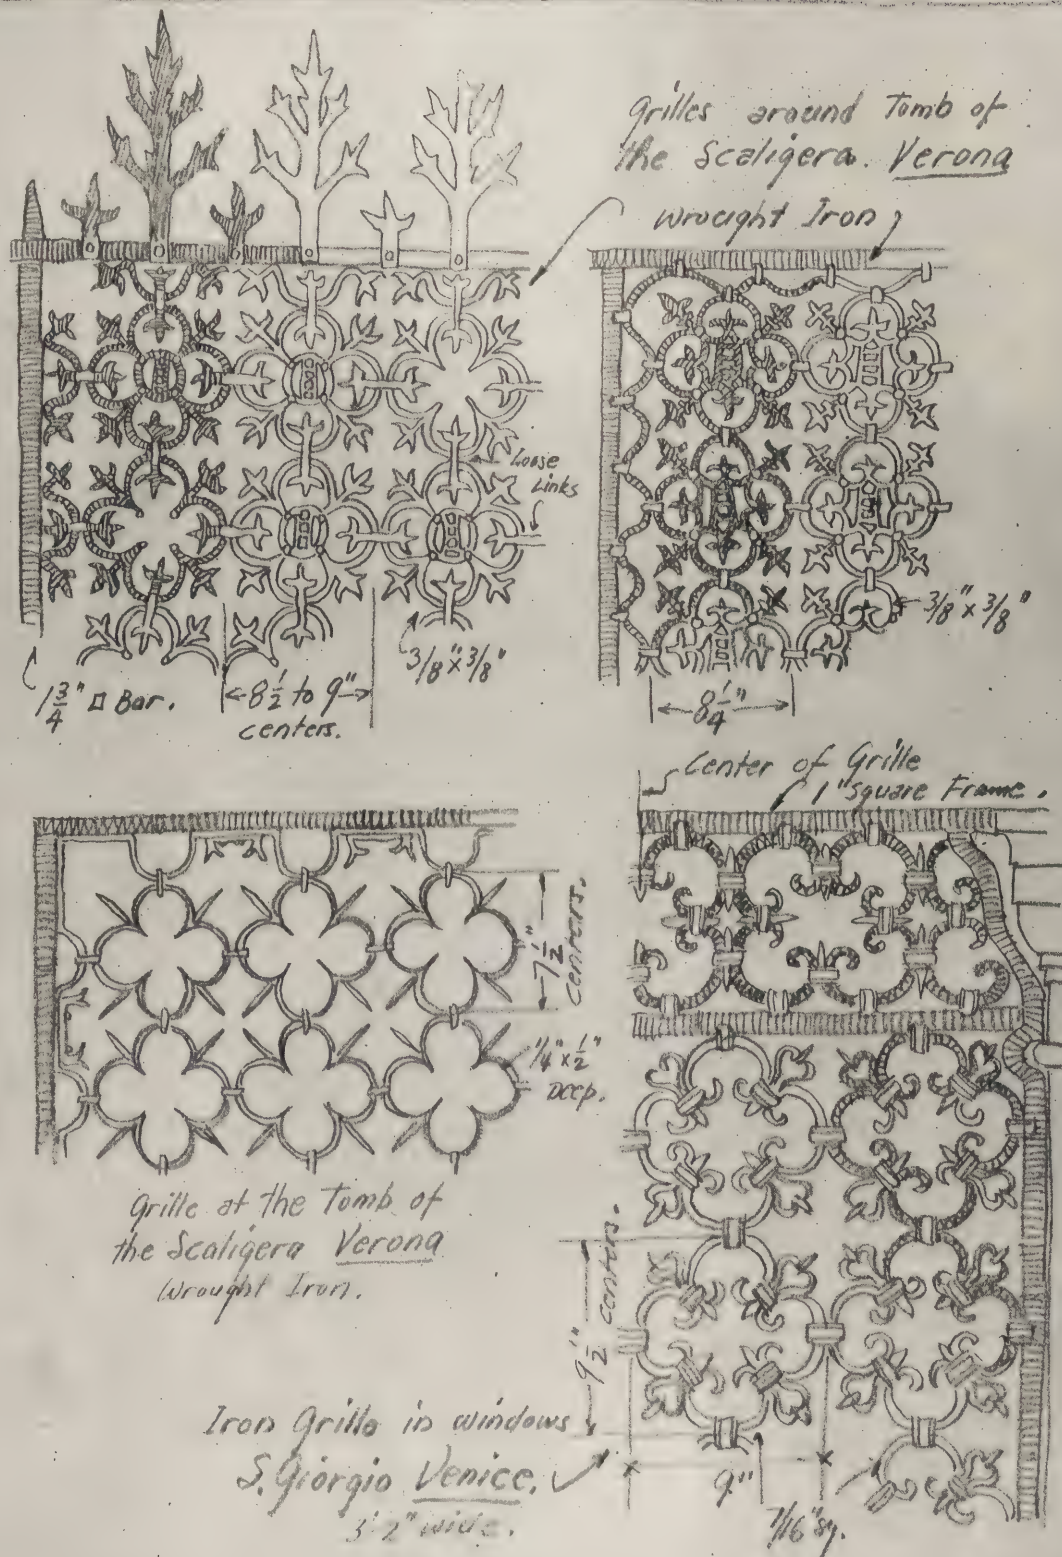 Grilles around Tomb of
the Scaligera. Verona
Wrought Iron
Loose
Links
3/8" x 3/8"
1 3/4" □ Bar.
8 1/2 to 9"
centers.
3/8" x 3/8"
8 1/4"
Center of Grille
1" square Frame.
7 1/2"
centers.
1/4" x 1/2"
Deep.
Grille at the Tomb of
the Scaligera Verona
Wrought Iron.
9 1/2" centers.
Iron Grille in windows
S. Giorgio Venice.
3'-2" wide.
9"
7/16" sq.